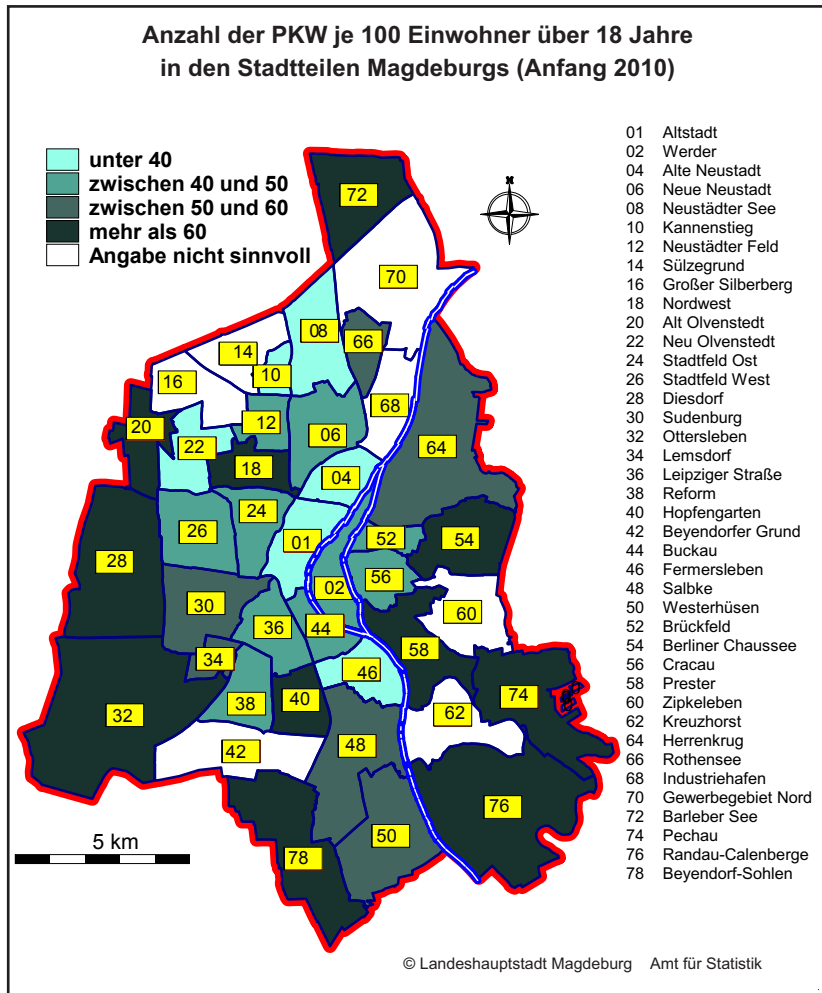 Anzahl der PKW je 100 Einwohner über 18 Jahre
in den Stadtteilen Magdeburgs (Anfang 2010)
unter 40
zwischen 40 und 50
zwischen 50 und 60
mehr als 60
Angabe nicht sinnvoll
01 Altstadt
02 Werder
04 Alte Neustadt
06 Neue Neustadt
08 Neustädter See
10 Kannenstieg
12 Neustädter Feld
14 Sülzegrund
16 Großer Silberberg
18 Nordwest
20 Alt Olvenstedt
22 Neu Olvenstedt
24 Stadtfeld Ost
26 Stadtfeld West
28 Diesdorf
30 Sudenburg
32 Ottersleben
34 Lemsdorf
36 Leipziger Straße
38 Reform
40 Hopfengarten
42 Beyendorfer Grund
44 Buckau
46 Fermersleben
48 Salbke
50 Westerhüsen
52 Brückfeld
54 Berliner Chaussee
56 Cracau
58 Prester
60 Zipkeleben
62 Kreuzhorst
64 Herrenkrug
66 Rothensee
68 Industriehafen
70 Gewerbegebiet Nord
72 Barleber See
74 Pechau
76 Randau-Calenberge
78 Beyendorf-Sohlen
72
70
08
66
14
10
16
68
20
12
06
22
64
18
04
24
26
01
52
54
28
56
02
30
60
36
44
58
34
46
74
40
38
32
62
42
48
76
50
78
5 km
© Landeshauptstadt Magdeburg Amt für Statistik